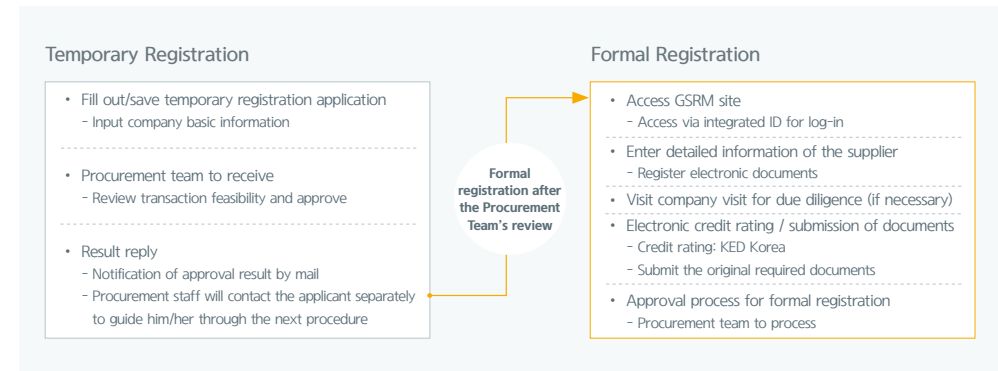 Temporary Registration
• Fill out/save temporary registration application
- Input company basic information
• Procurement team to receive
- Review transaction feasibility and approve
• Result reply
- Notification of approval result by mail
- Procurement staff will contact the applicant separately
to guide him/her through the next procedure
Formal
registration after
the Procurement
Team's review
Formal Registration
• Access GSRM site
- Access via integrated ID for log-in
• Enter detailed information of the supplier
- Register electronic documents
• Visit company visit for due diligence (if necessary)
• Electronic credit rating / submission of documents
- Credit rating: KED Korea
- Submit the original required documents
• Approval process for formal registration
- Procurement team to process